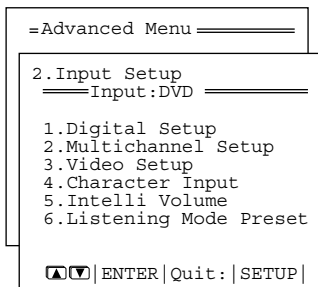 =Advanced Menu
2.Input Setup
Input:DVD
1.Digital Setup
2.Multichannel Setup
3.Video Setup
4.Character Input
5.Intelli Volume
6.Listening Mode Preset
▲▼|ENTER|Quit:|SETUP|